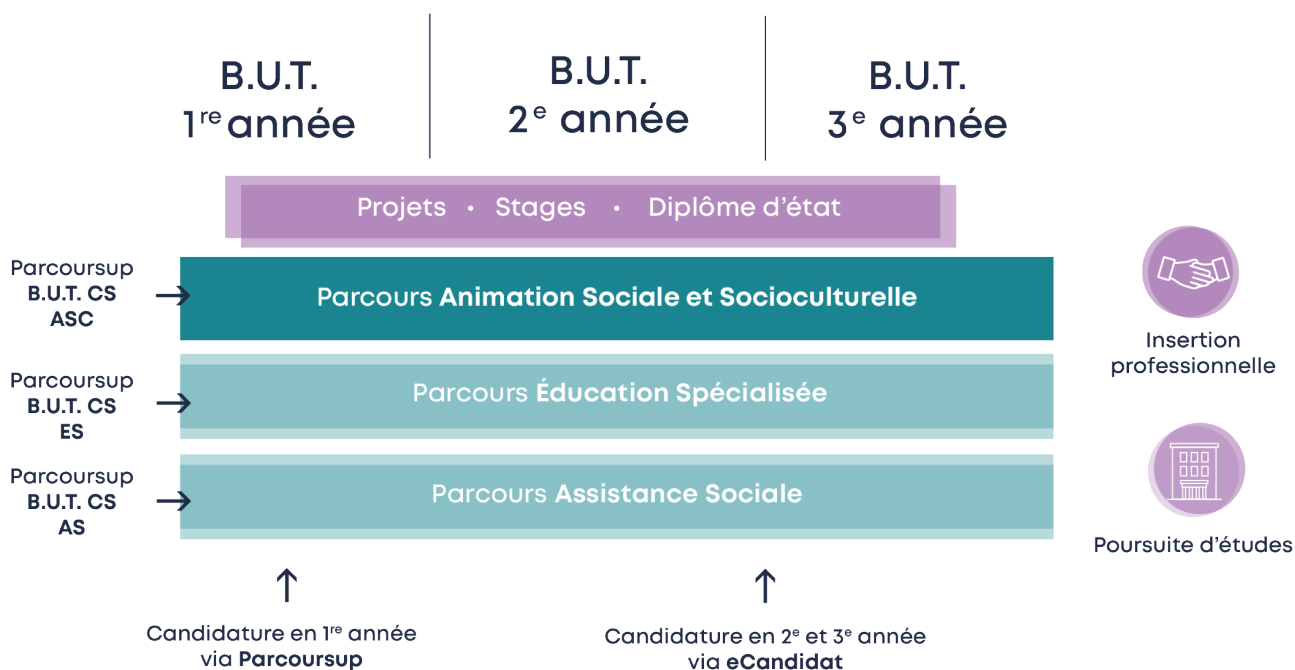 B.U.T.
1re année
B.U.T.
2e année
B.U.T.
3e année
Projets • Stages • Diplôme d'état
Parcoursup
B.U.T. CS
ASC
Parcours Animation Sociale et Socioculturelle
Parcoursup
B.U.T. CS
ES
Parcours Éducation Spécialisée
Parcoursup
B.U.T. CS
AS
Parcours Assistance Sociale
Insertion
professionnelle
Poursuite d'études
Candidature en 1re année
via Parcoursup
Candidature en 2e et 3e année
via eCandidat